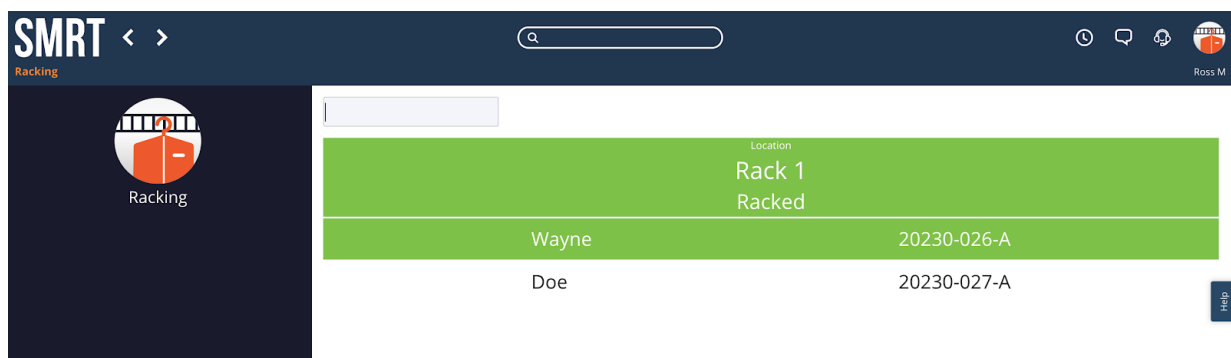 SMRT
Racking
Ross M
Racking
Location
Rack 1
Racked
Wayne 20230-026-A
Doe 20230-027-A
Help